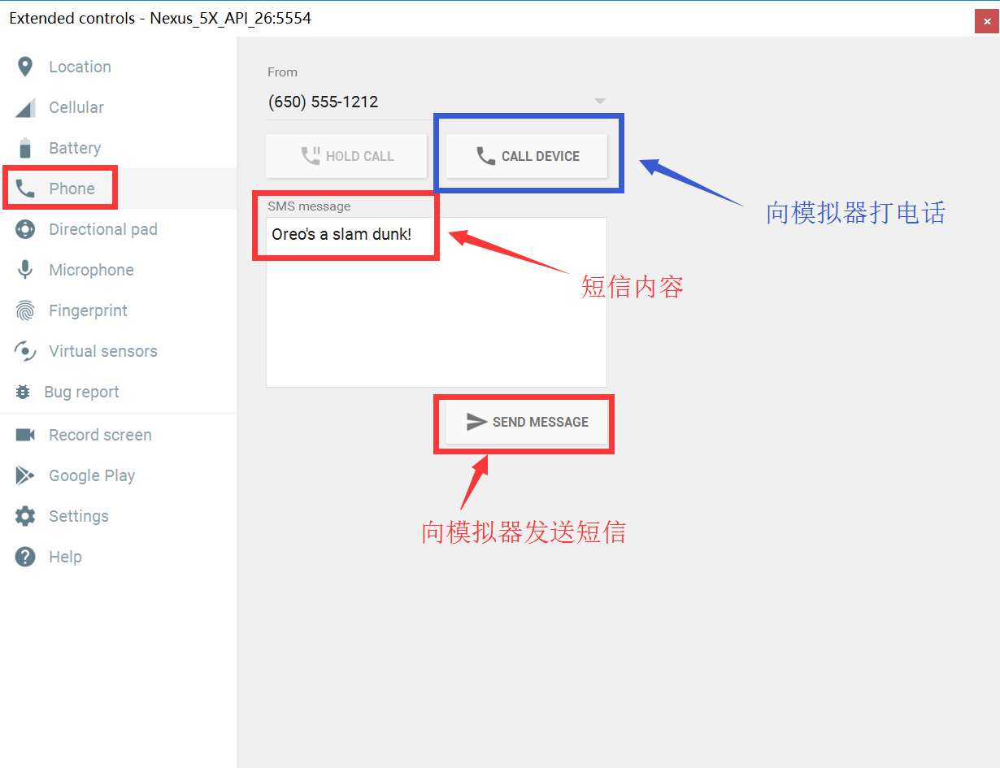 Extended controls - Nexus_5X_API_26:5554
Location
Cellular
Battery
Phone
Directional pad
Microphone
Fingerprint
Virtual sensors
Bug report
Record screen
Google Play
Settings
Help
From
(650) 555-1212
HOLD CALL
CALL DEVICE
向模拟器打电话
SMS message
Oreo's a slam dunk!
短信内容
SEND MESSAGE
向模拟器发送短信